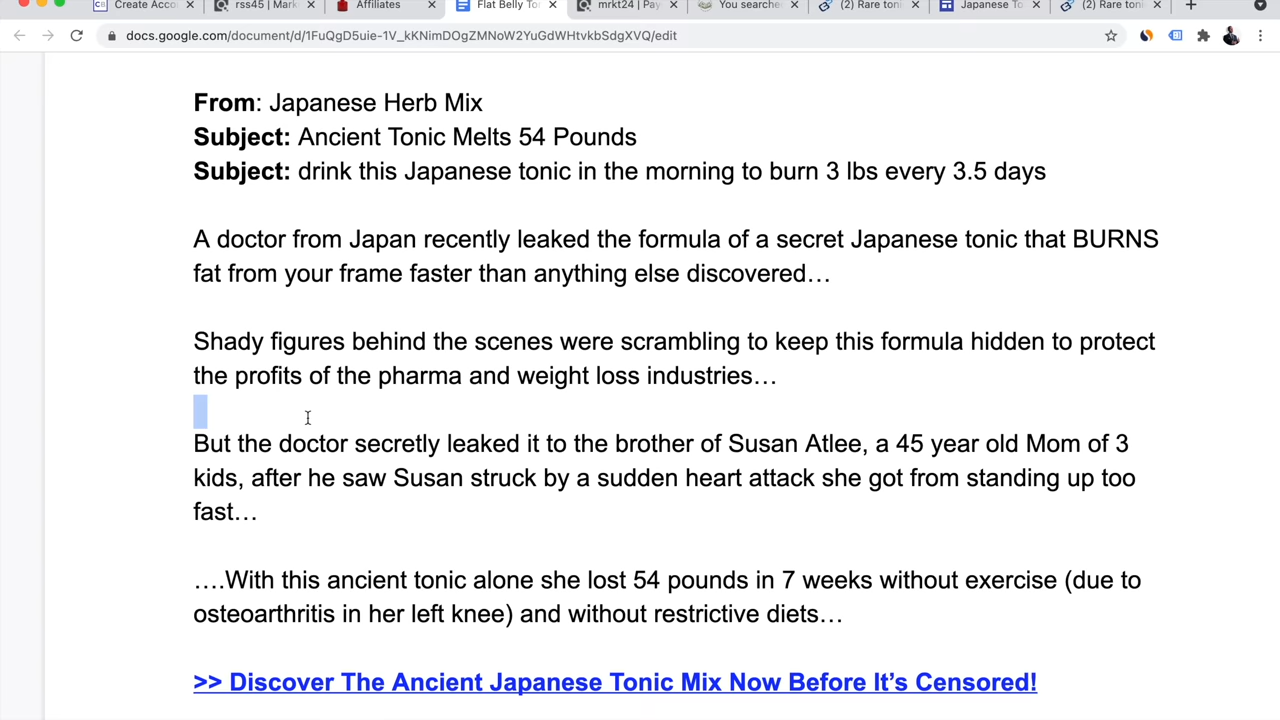 Create Acco
rss45 | Mark
Affiliates
Flat Belly To
mrkt24 | Pay
You searche
(2) Rare toni
Japanese To
(2) Rare toni
docs.google.com/document/d/1FuQgD5uie-1V_kKNimDOgZMNoW2YuGdWHtvkbSdgXVQ/edit
From: Japanese Herb Mix
Subject: Ancient Tonic Melts 54 Pounds
Subject: drink this Japanese tonic in the morning to burn 3 lbs every 3.5 days
A doctor from Japan recently leaked the formula of a secret Japanese tonic that BURNS
fat from your frame faster than anything else discovered…
Shady figures behind the scenes were scrambling to keep this formula hidden to protect
the profits of the pharma and weight loss industries…
But the doctor secretly leaked it to the brother of Susan Atlee, a 45 year old Mom of 3
kids, after he saw Susan struck by a sudden heart attack she got from standing up too
fast…
….With this ancient tonic alone she lost 54 pounds in 7 weeks without exercise (due to
osteoarthritis in her left knee) and without restrictive diets…
>> Discover The Ancient Japanese Tonic Mix Now Before It’s Censored!